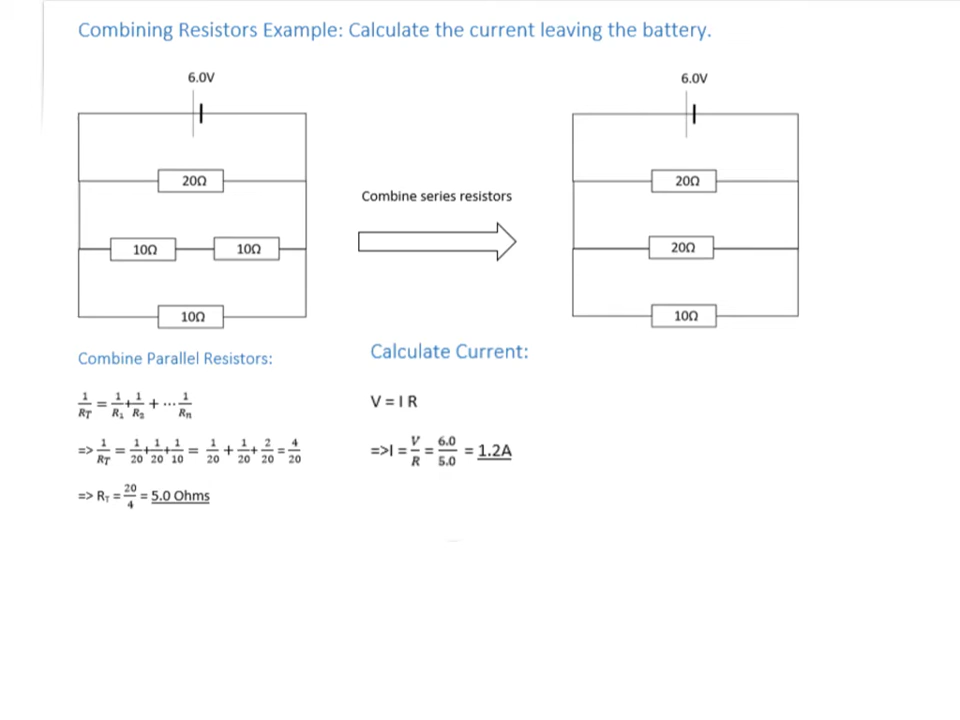 Combining Resistors Example: Calculate the current leaving the battery.
6.0V
20Ω
10Ω 10Ω
10Ω
Combine series resistors
6.0V
20Ω
20Ω
10Ω
Combine Parallel Resistors:
1/RT = 1/R1 + 1/R2 + ... 1/Rn
=> 1/RT = 1/20 + 1/20 + 1/10 = 1/20 + 1/20 + 2/20 = 4/20
=> RT = 20/4 = 5.0 Ohms
Calculate Current:
V = I R
=>I = V/R = 6.0/5.0 = 1.2A